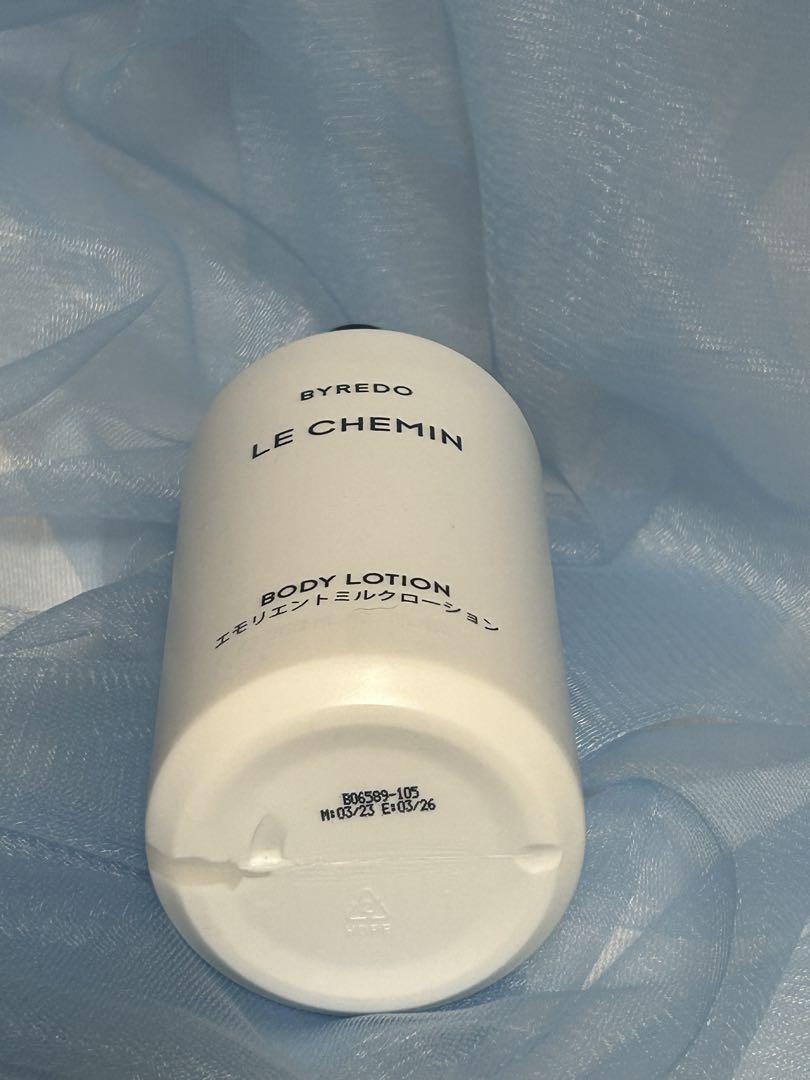 BYREDO
LE CHEMIN
BODY LOTION
エモリエントミルクローション
B06589-105
M:03/23 E:03/26
HDPE